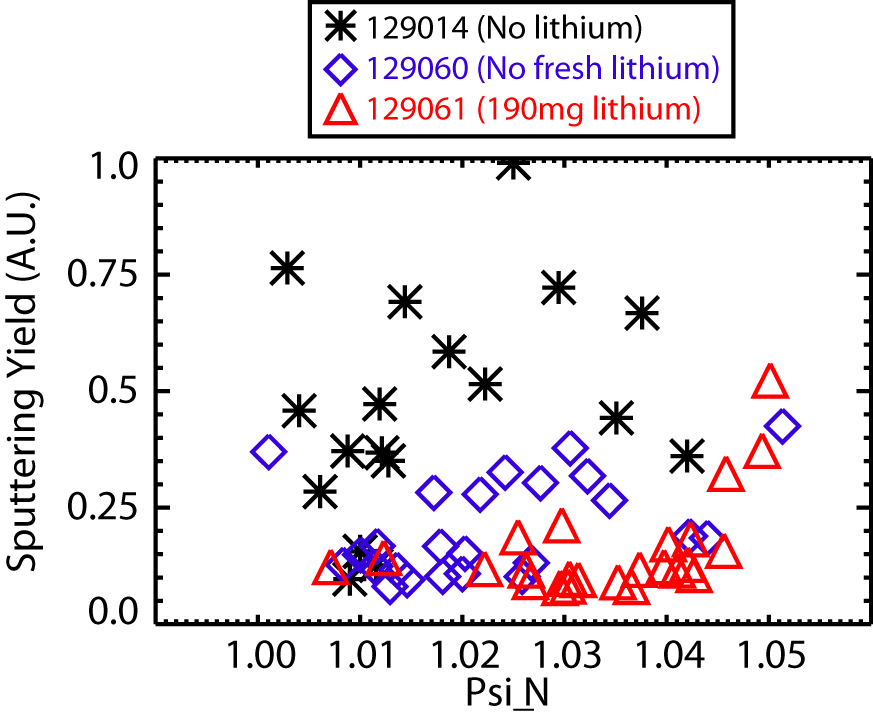 129014 (No lithium)
129060 (No fresh lithium)
129061 (190mg lithium)
1.0
0.75
0.5
0.25
0.0
Sputtering Yield (A.U.)
1.00 1.01 1.02 1.03 1.04 1.05
Psi_N